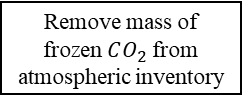 Remove mass of
frozen CO₂ from
atmospheric inventory